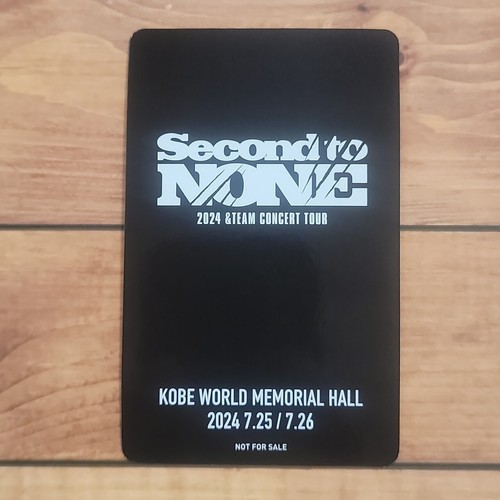 Second to
NONE
2024 &TEAM CONCERT TOUR
KOBE WORLD MEMORIAL HALL
2024 7.25 / 7.26
NOT FOR SALE